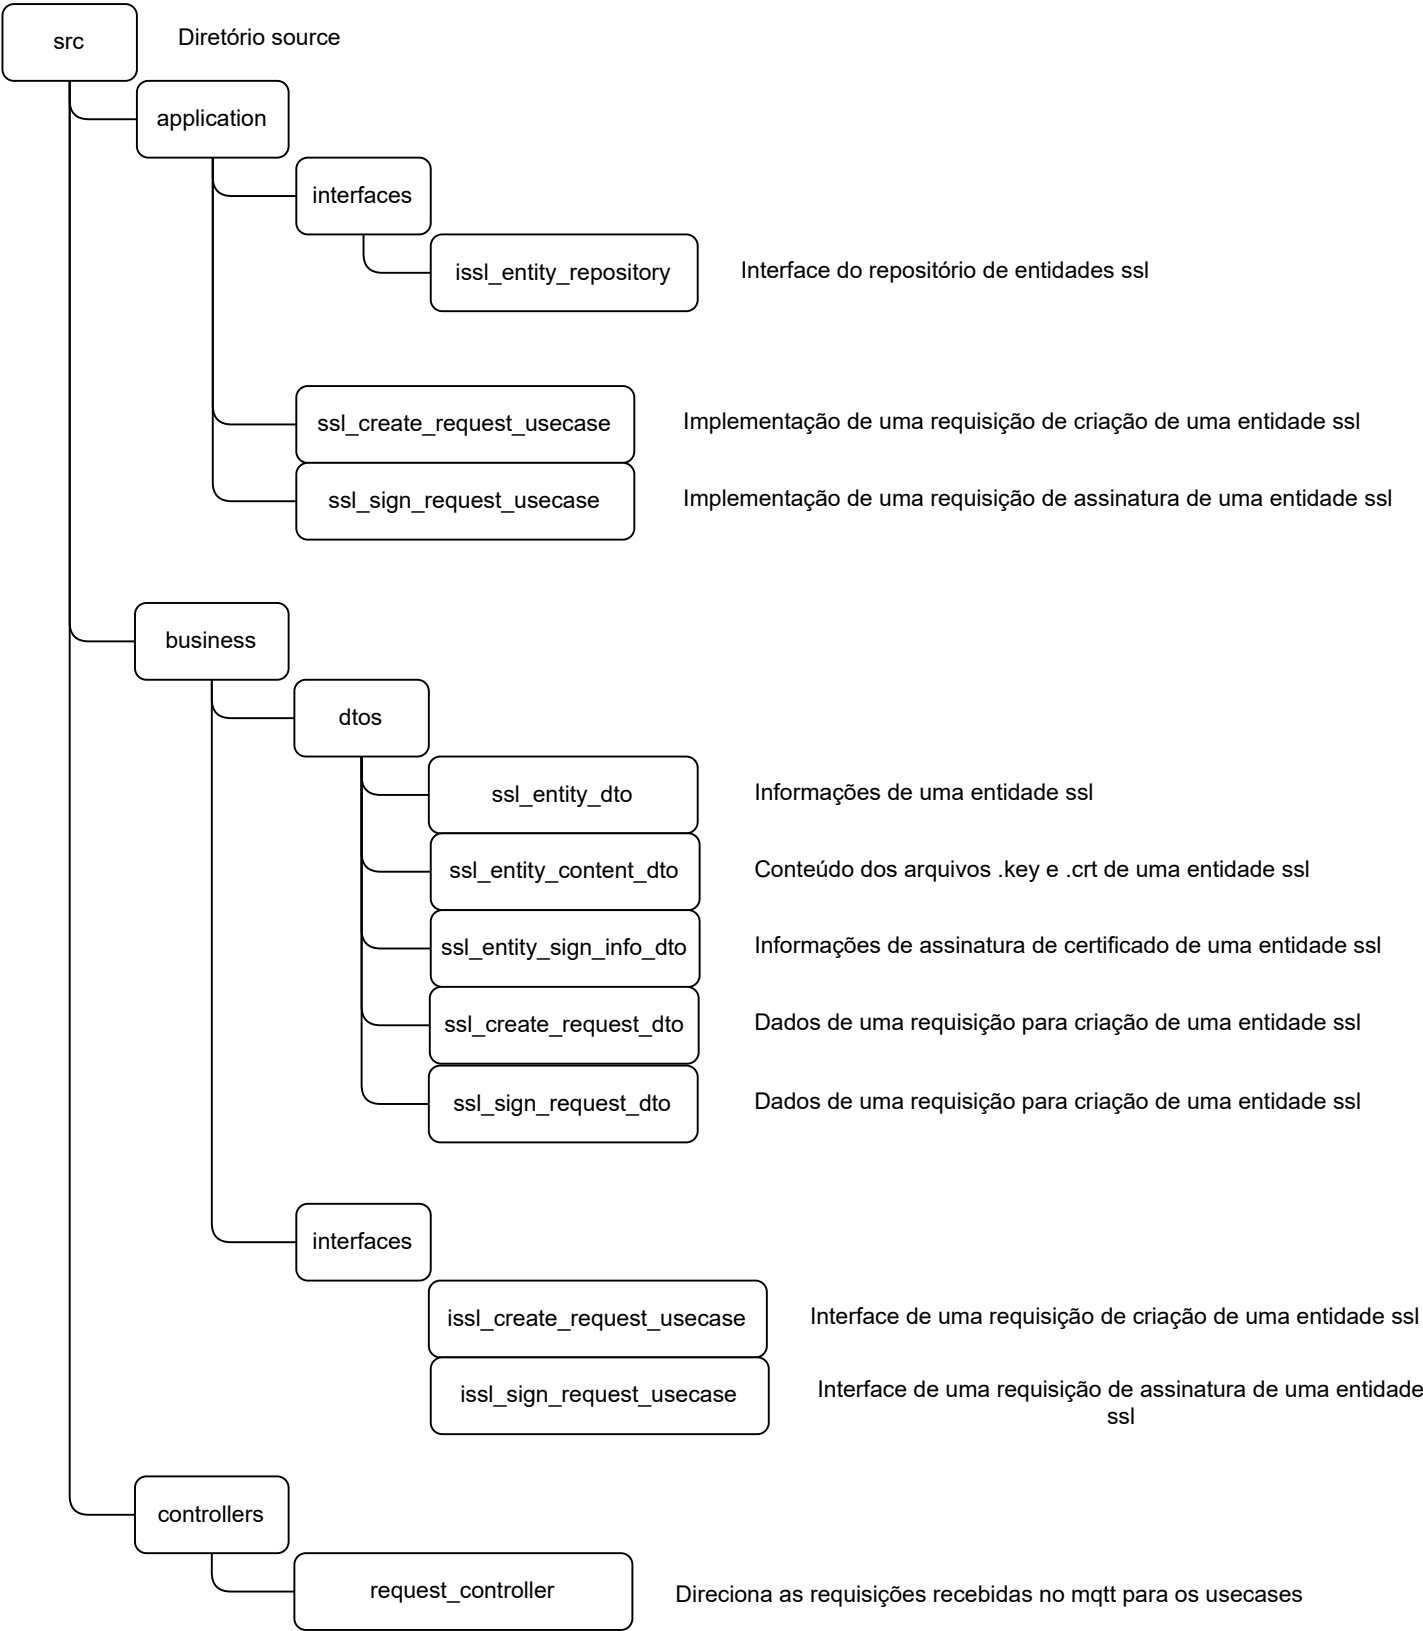 src
Diretório source
application
interfaces
issl_entity_repository
Interface do repositório de entidades ssl
ssl_create_request_usecase
Implementação de uma requisição de criação de uma entidade ssl
ssl_sign_request_usecase
Implementação de uma requisição de assinatura de uma entidade ssl
business
dtos
ssl_entity_dto
Informações de uma entidade ssl
ssl_entity_content_dto
Conteúdo dos arquivos .key e .crt de uma entidade ssl
ssl_entity_sign_info_dto
Informações de assinatura de certificado de uma entidade ssl
ssl_create_request_dto
Dados de uma requisição para criação de uma entidade ssl
ssl_sign_request_dto
Dados de uma requisição para criação de uma entidade ssl
interfaces
issl_create_request_usecase
Interface de uma requisição de criação de uma entidade ssl
issl_sign_request_usecase
Interface de uma requisição de assinatura de uma entidade
ssl
controllers
request_controller
Direciona as requisições recebidas no mqtt para os usecases